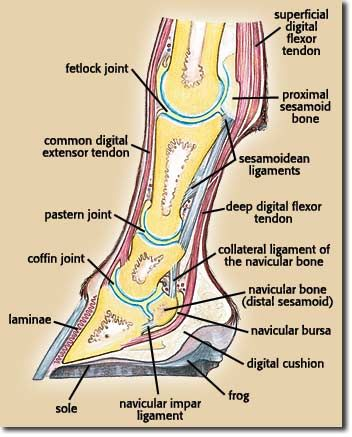 superficial
digital
flexor
tendon
fetlock joint
proximal
sesamoid
bone
common digital
extensor tendon
sesamoidean
ligaments
pastern joint
deep digital flexor
tendon
coffin joint
collateral ligament of
the navicular bone
navicular bone
(distal sesamoid)
laminae
navicular bursa
digital cushion
sole
navicular impar
ligament
frog